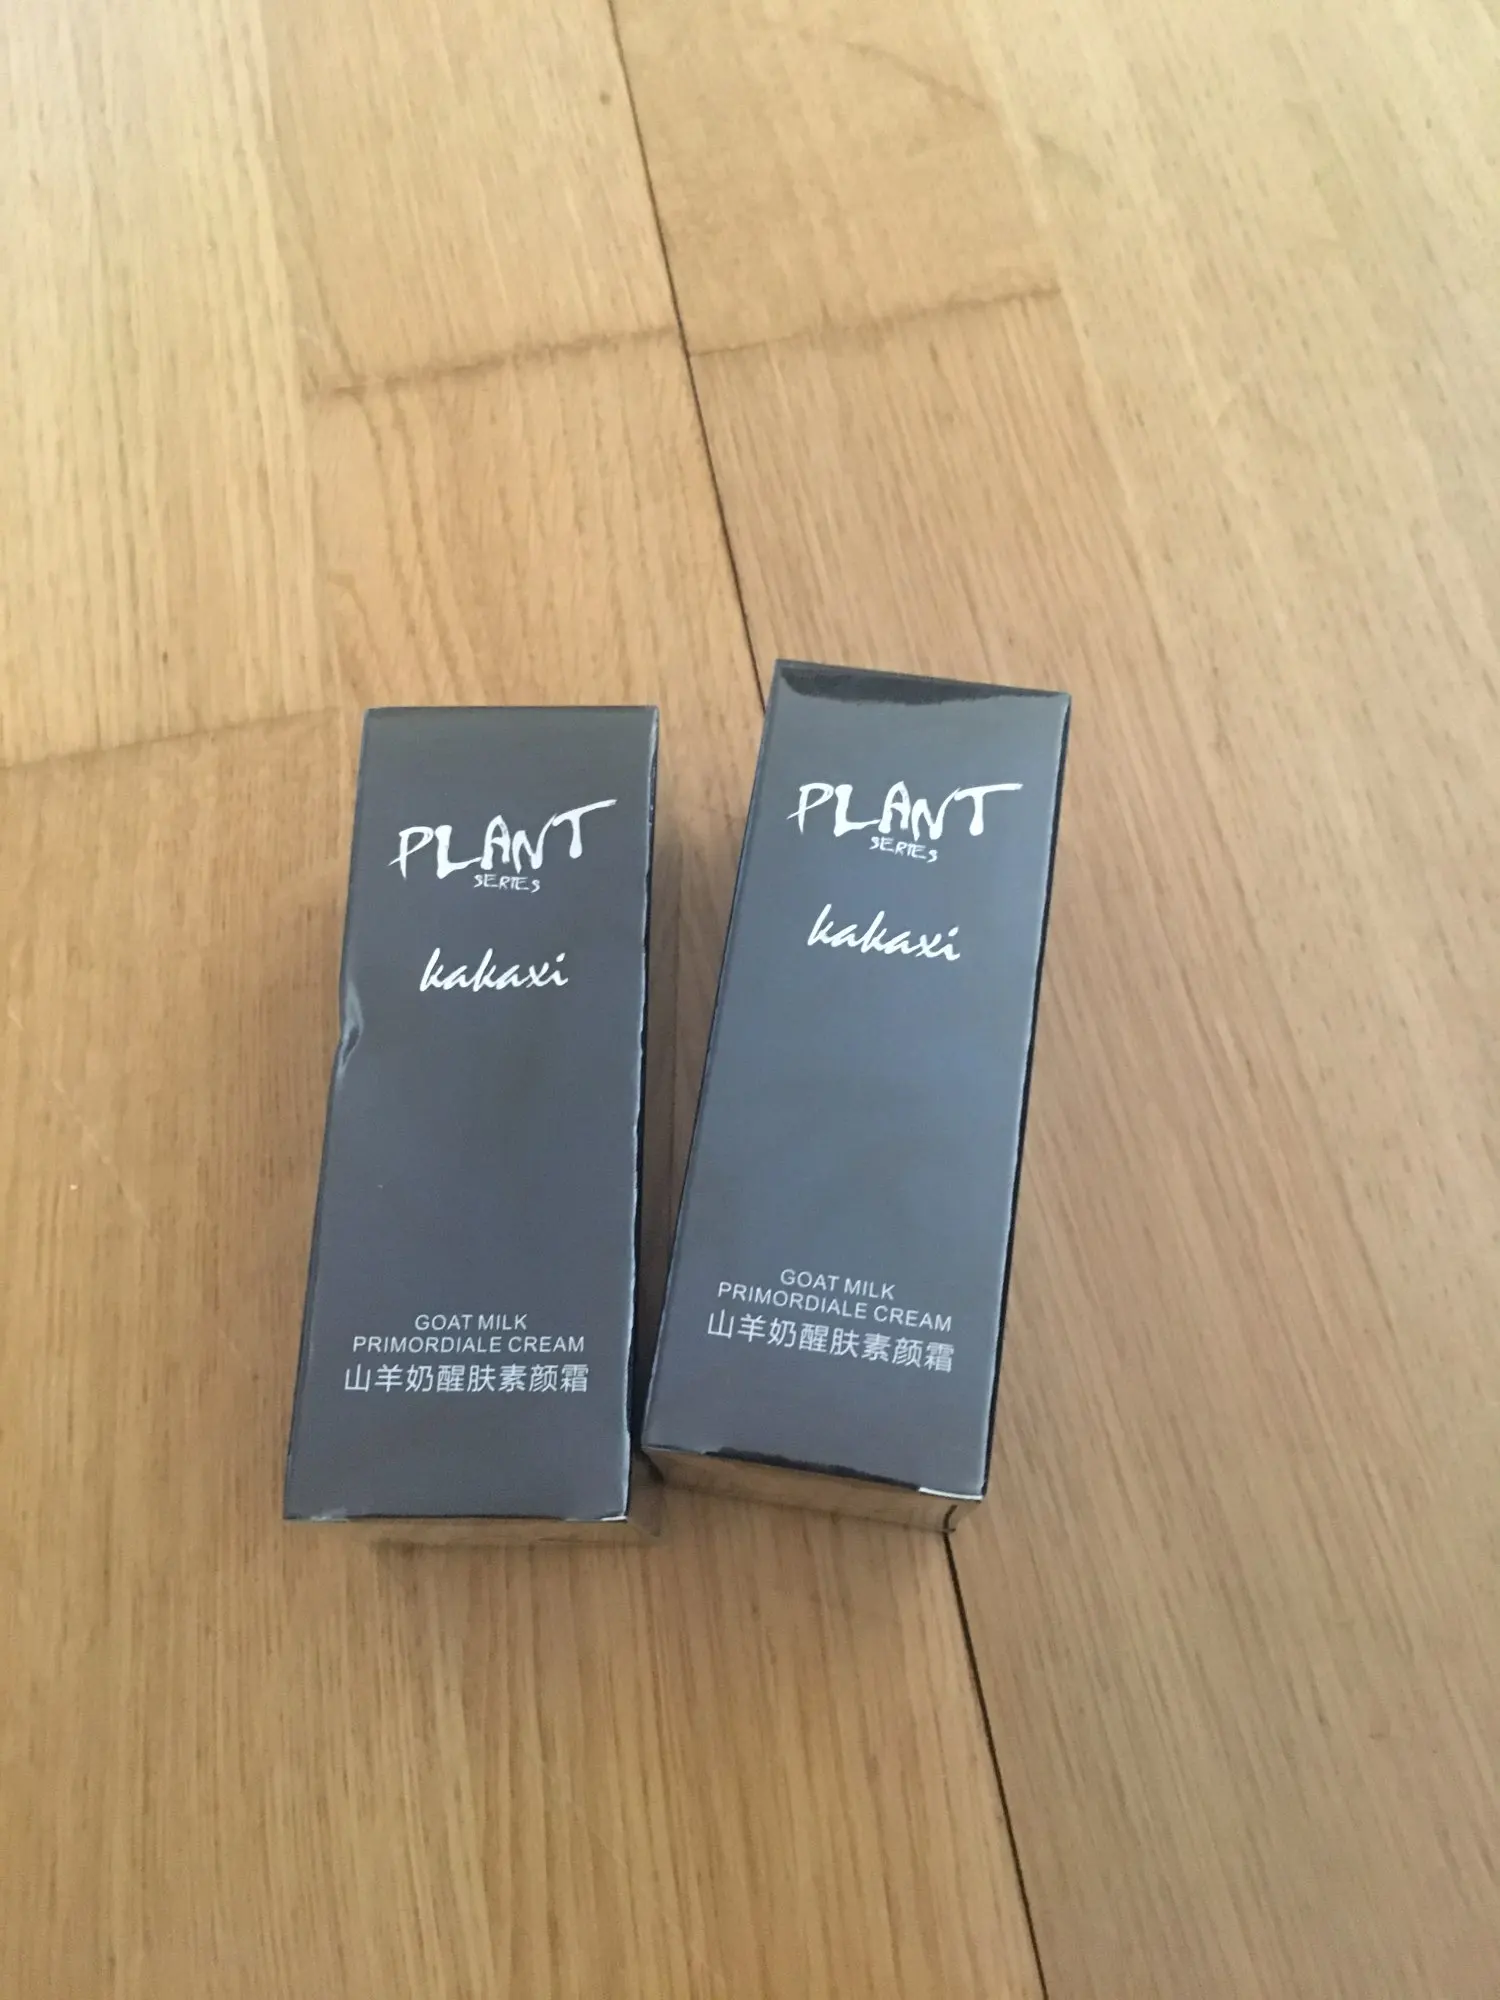 PLANT
SERIES
kakaxi
GOAT MILK
PRIMORDIALE CREAM
山羊奶醒肤素颜霜
PLANT
SERIES
kakaxi
GOAT MILK
PRIMORDIALE CREAM
山羊奶醒肤素颜霜